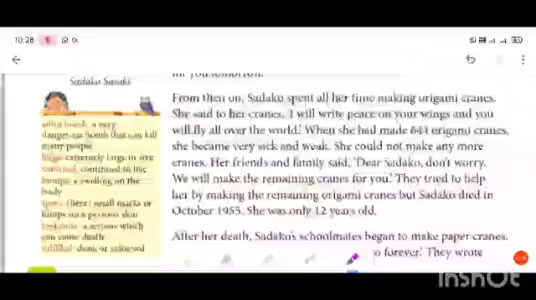 10:28
Sadako Sasaki
for you tomorrow.'
From then on, Sadako spent all her time making origami cranes.
She said to her cranes, 'I will write peace on your wings and you
will fly all over the world.' When she had made 644 origami cranes,
she became very sick and weak. She could not make any more
cranes. Her friends and family said, 'Dear Sadako, don't worry.
We will make the remaining cranes for you.' They tried to help
her by making the remaining origami cranes but Sadako died in
October 1955. She was only 12 years old.
After her death, Sadako's schoolmates began to make paper cranes.
o forever.' They wrote
atom bomb a very
dangerous bomb that can kill
many people
huge extremely large in size
survived continued to live
lumps a swelling on the
body
spots (here) small marks or
lumps on a persons skin
leukemia a serious
can cause death
fulfilled done or achieved
InShOt